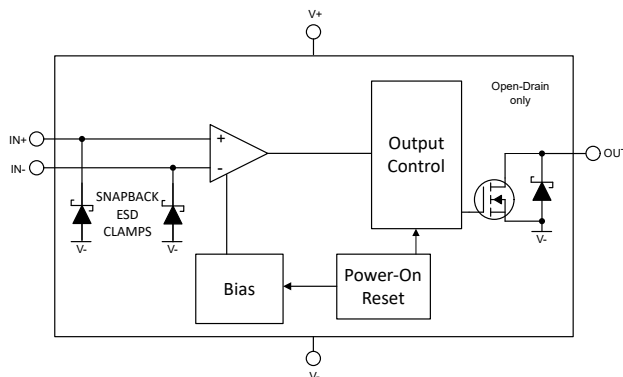 V+
Open-Drain
only
IN+
+
Output
Control
OUT
IN-
-
SNAPBACK
ESD
CLAMPS
V-
V-
V-
Bias
Power-On
Reset
V-